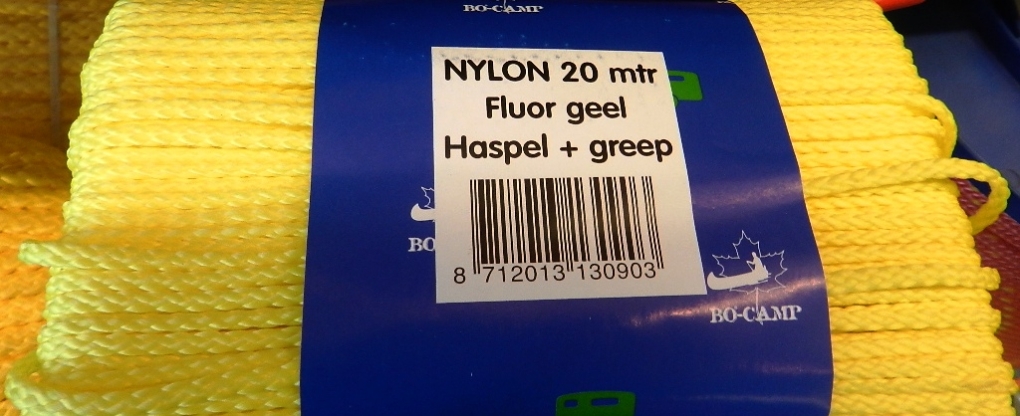 BO-CAMP
NYLON 20 mtr
Fluor geel
Haspel + greep
BO
8 712013 130903
BO-CAMP